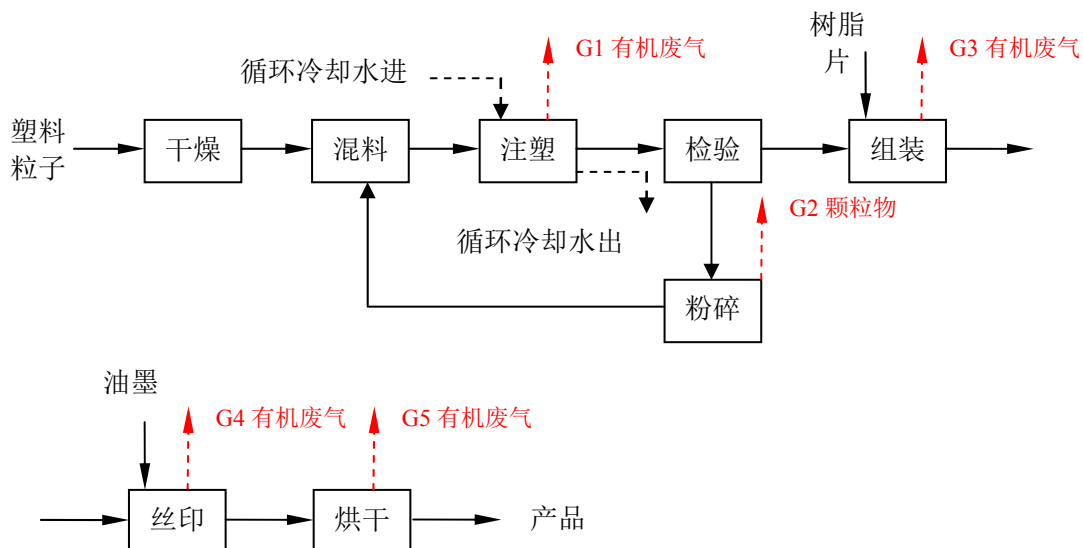 树脂
片
G1 有机废气
G3 有机废气
循环冷却水进
塑料
粒子
干燥
混料
注塑
检验
组装
G2 颗粒物
循环冷却水出
粉碎
油墨
G4 有机废气
G5 有机废气
丝印
烘干
产品